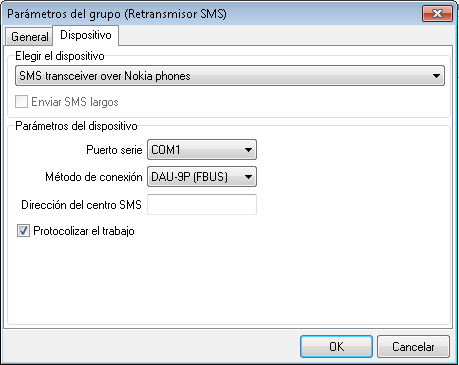 Parámetros del grupo (Retransmisor SMS)
General Dispositivo
Elegir el dispositivo
SMS transceiver over Nokia phones
Enviar SMS largos
Parámetros del dispositivo
Puerto serie COM1
Método de conexión DAU-9P (FBUS)
Dirección del centro SMS
Protocolizar el trabajo
OK Cancelar